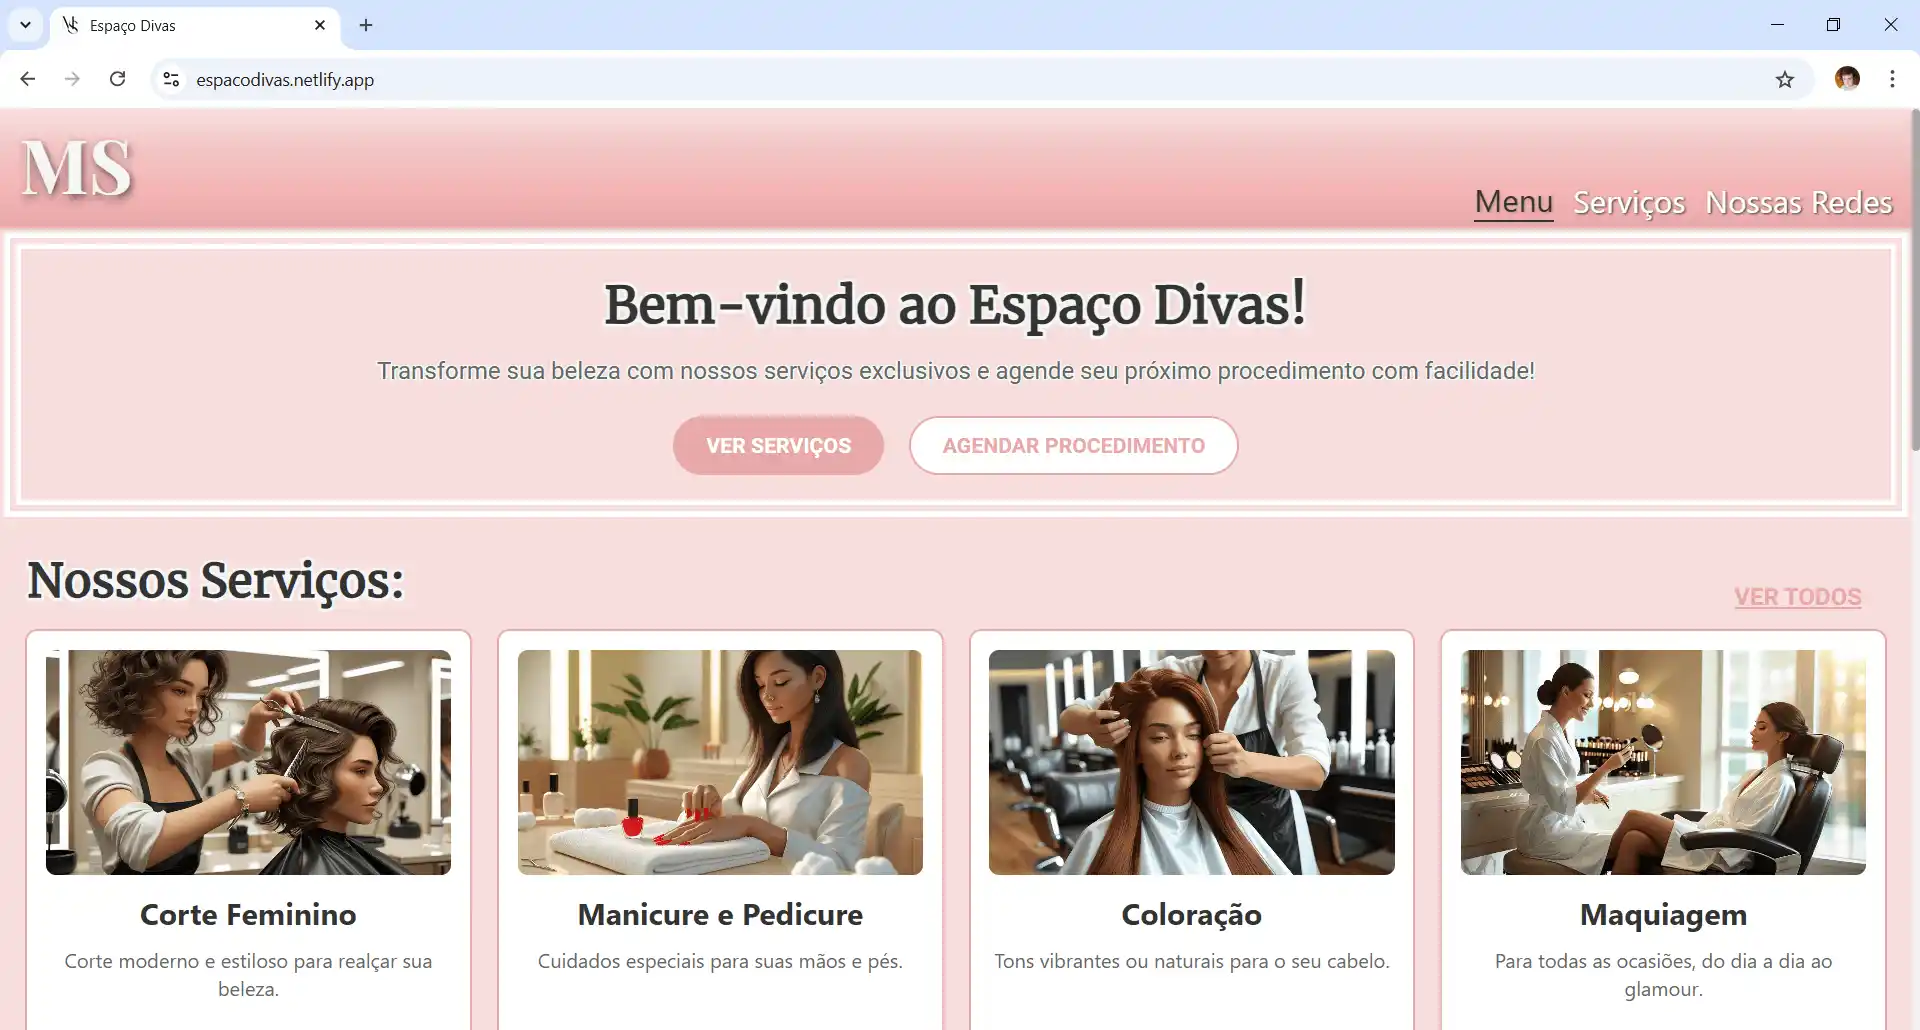 Espaço Divas
espacodivas.netlify.app
MS
Menu Serviços Nossas Redes
Bem-vindo ao Espaço Divas!
Transforme sua beleza com nossos serviços exclusivos e agende seu próximo procedimento com facilidade!
VER SERVIÇOS AGENDAR PROCEDIMENTO
Nossos Serviços:
VER TODOS
Corte Feminino
Corte moderno e estiloso para realçar sua
beleza.
Manicure e Pedicure
Cuidados especiais para suas mãos e pés.
Coloração
Tons vibrantes ou naturais para o seu cabelo.
Maquiagem
Para todas as ocasiões, do dia a dia ao
glamour.